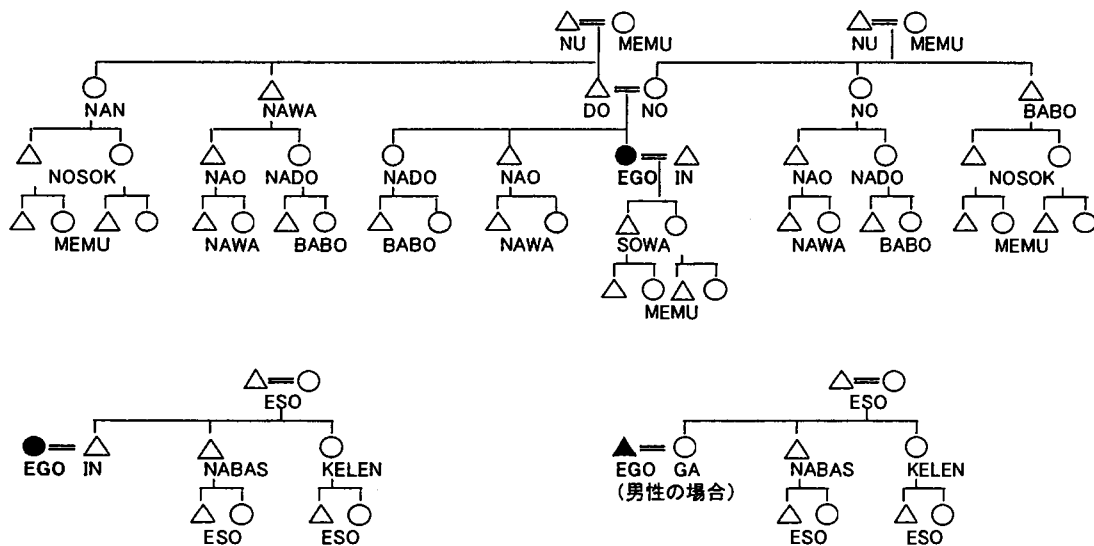 NU MEMU NU MEMU
NAN NAWA DO NO NO BABO
NOSOK NAO NADO NADO NAO EGO IN NAO NADO NOSOK
MEMU NAWA BABO BABO NAWA SOWA NAWA BABO MEMU
MEMU
ESO ESO
EGO IN NABAS KELEN EGO GA NABAS KELEN
(男性の場合)
ESO ESO ESO ESO